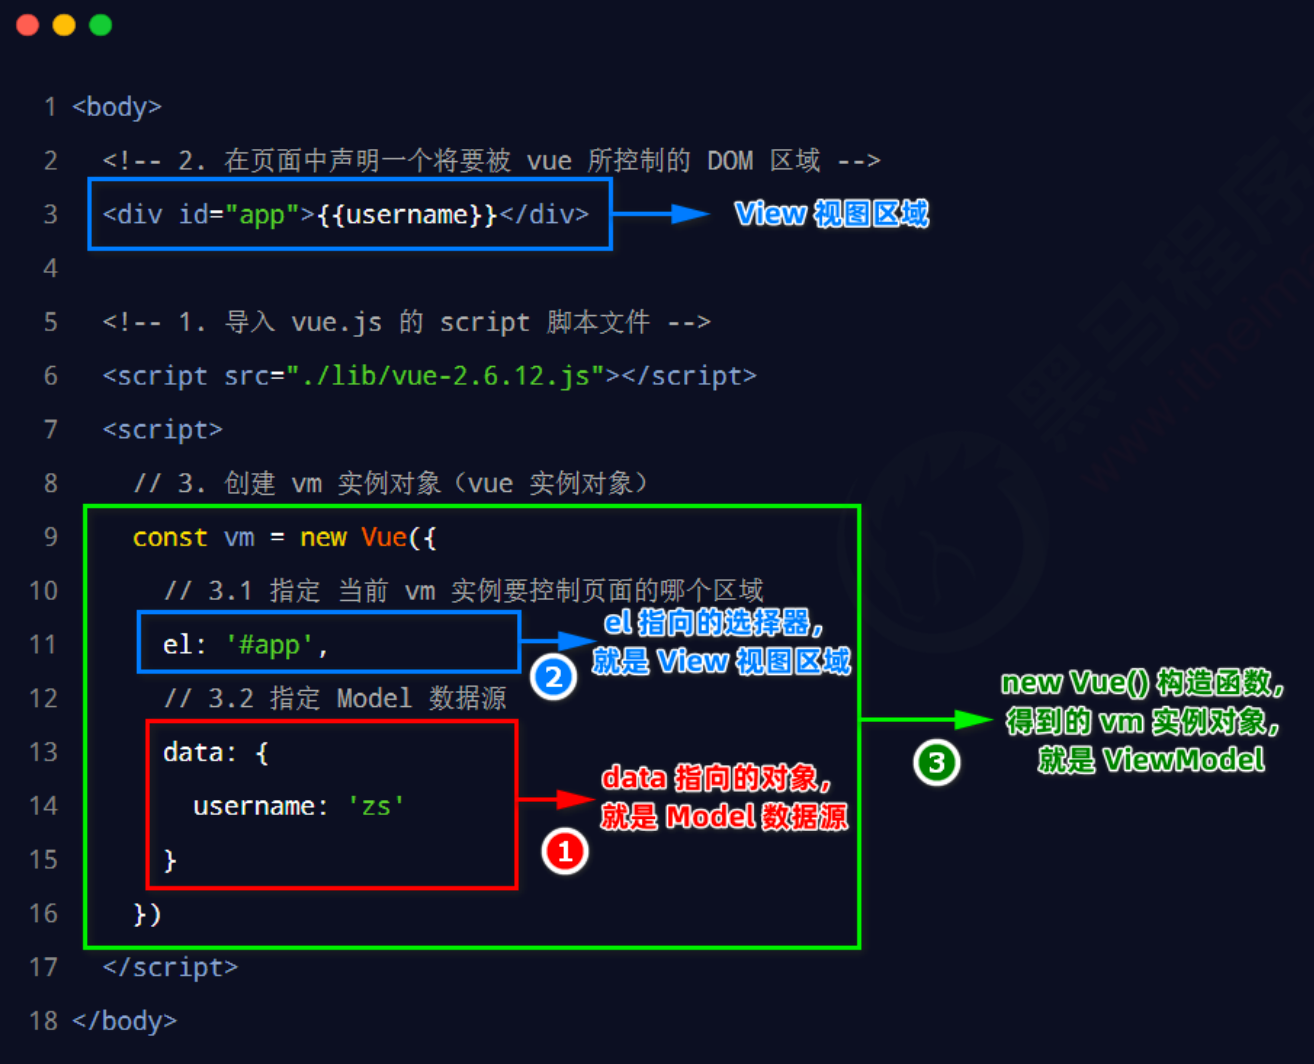 1 <body>
2 <!-- 2. 在页面中声明一个将要被 vue 所控制的 DOM 区域 -->
3 <div id="app">{{username}}</div>
View 视图区域
4
5 <!-- 1. 导入 vue.js 的 script 脚本文件 -->
6 <script src="./lib/vue-2.6.12.js"></script>
7 <script>
8 // 3. 创建 vm 实例对象（vue 实例对象）
9 const vm = new Vue({
10 // 3.1 指定 当前 vm 实例要控制页面的哪个区域
11 el: '#app',
2
el 指向的选择器，
就是 View 视图区域
12 // 3.2 指定 Model 数据源
13 data: {
14 username: 'zs'
15 }
1
data 指向的对象，
就是 Model 数据源
16 })
3
new Vue() 构造函数，
得到的 vm 实例对象，
就是 ViewModel
17 </script>
18 </body>
黑马程序